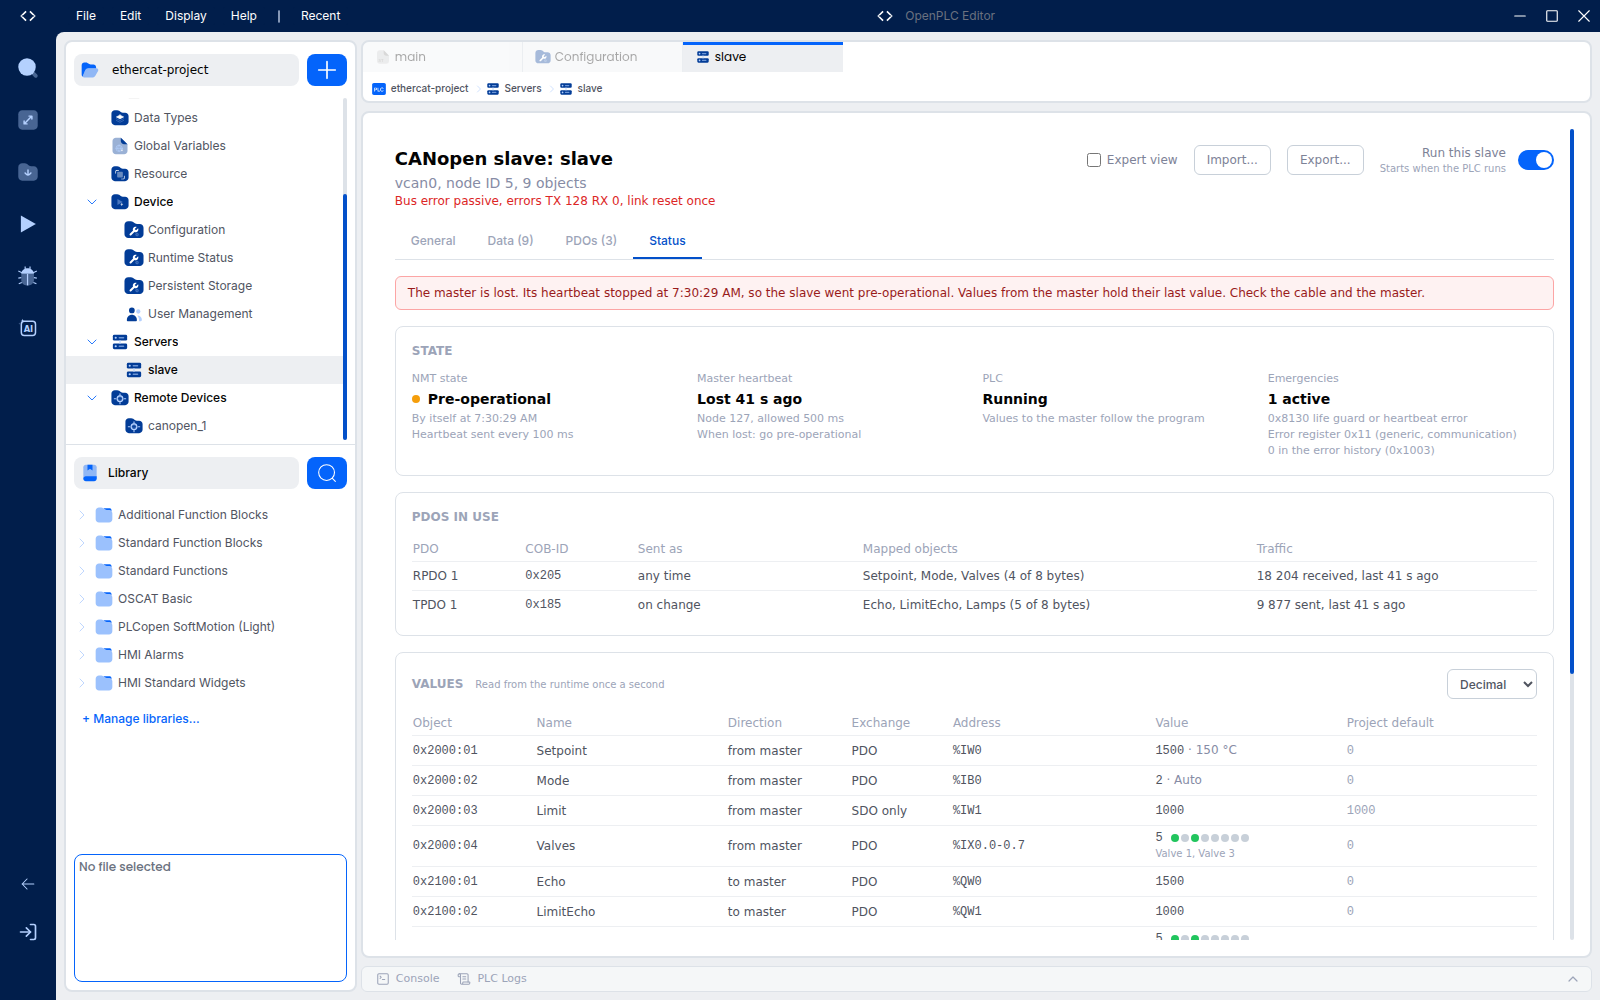 File Edit Display Help | Recent
OpenPLC Editor
ethercat-project
Data Types
Global Variables
Resource
Device
Configuration
Runtime Status
Persistent Storage
User Management
Servers
slave
Remote Devices
canopen_1
Library
Additional Function Blocks
Standard Function Blocks
Standard Functions
OSCAT Basic
PLCopen SoftMotion (Light)
HMI Alarms
HMI Standard Widgets
+ Manage libraries...
No file selected
AI
main Configuration slave
PLC ethercat-project Servers slave
CANopen slave: slave
vcan0, node ID 5, 9 objects
Bus error passive, errors TX 128 RX 0, link reset once
Expert view Import... Export... Run this slave
Starts when the PLC runs
General Data (9) PDOs (3) Status
The master is lost. Its heartbeat stopped at 7:30:29 AM, so the slave went pre-operational. Values from the master hold their last value. Check the cable and the master.
STATE
NMT state Master heartbeat PLC Emergencies
Pre-operational Lost 41 s ago Running 1 active
By itself at 7:30:29 AM Node 127, allowed 500 ms Values to the master follow the program 0x8130 life guard or heartbeat error
Heartbeat sent every 100 ms When lost: go pre-operational Error register 0x11 (generic, communication)
0 in the error history (0x1003)
PDOS IN USE
PDO COB-ID Sent as Mapped objects Traffic
RPDO 1 0x205 any time Setpoint, Mode, Valves (4 of 8 bytes) 18 204 received, last 41 s ago
TPDO 1 0x185 on change Echo, LimitEcho, Lamps (5 of 8 bytes) 9 877 sent, last 41 s ago
VALUES Read from the runtime once a second Decimal
Object Name Direction Exchange Address Value Project default
0x2000:01 Setpoint from master PDO %IW0 1500 · 150 °C 0
0x2000:02 Mode from master PDO %IB0 2 · Auto 0
0x2000:03 Limit from master SDO only %IW1 1000 1000
0x2000:04 Valves from master PDO %IX0.0-0.7 5 0
Valve 1, Valve 3
0x2100:01 Echo to master PDO %QW0 1500 0
0x2100:02 LimitEcho to master PDO %QW1 1000 0
5
Console PLC Logs